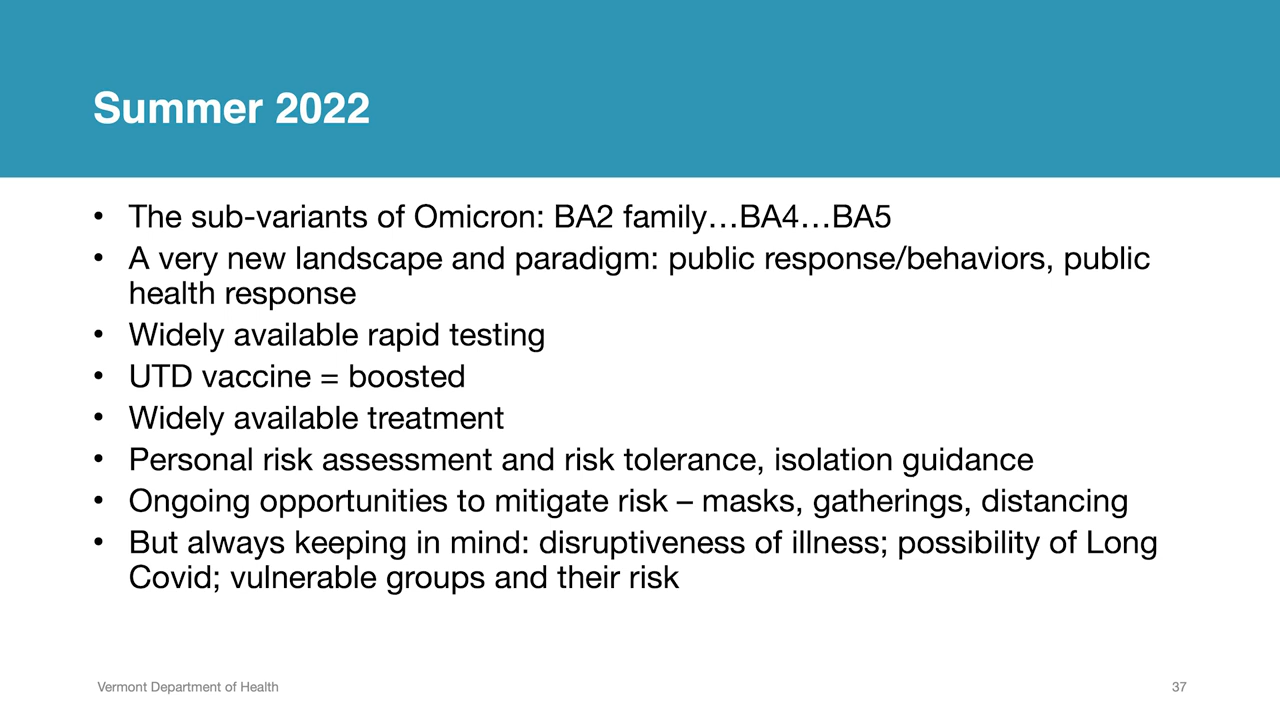 Summer 2022
• The sub-variants of Omicron: BA2 family…BA4…BA5
• A very new landscape and paradigm: public response/behaviors, public
health response
• Widely available rapid testing
• UTD vaccine = boosted
• Widely available treatment
• Personal risk assessment and risk tolerance, isolation guidance
• Ongoing opportunities to mitigate risk – masks, gatherings, distancing
• But always keeping in mind: disruptiveness of illness; possibility of Long
Covid; vulnerable groups and their risk
Vermont Department of Health
37